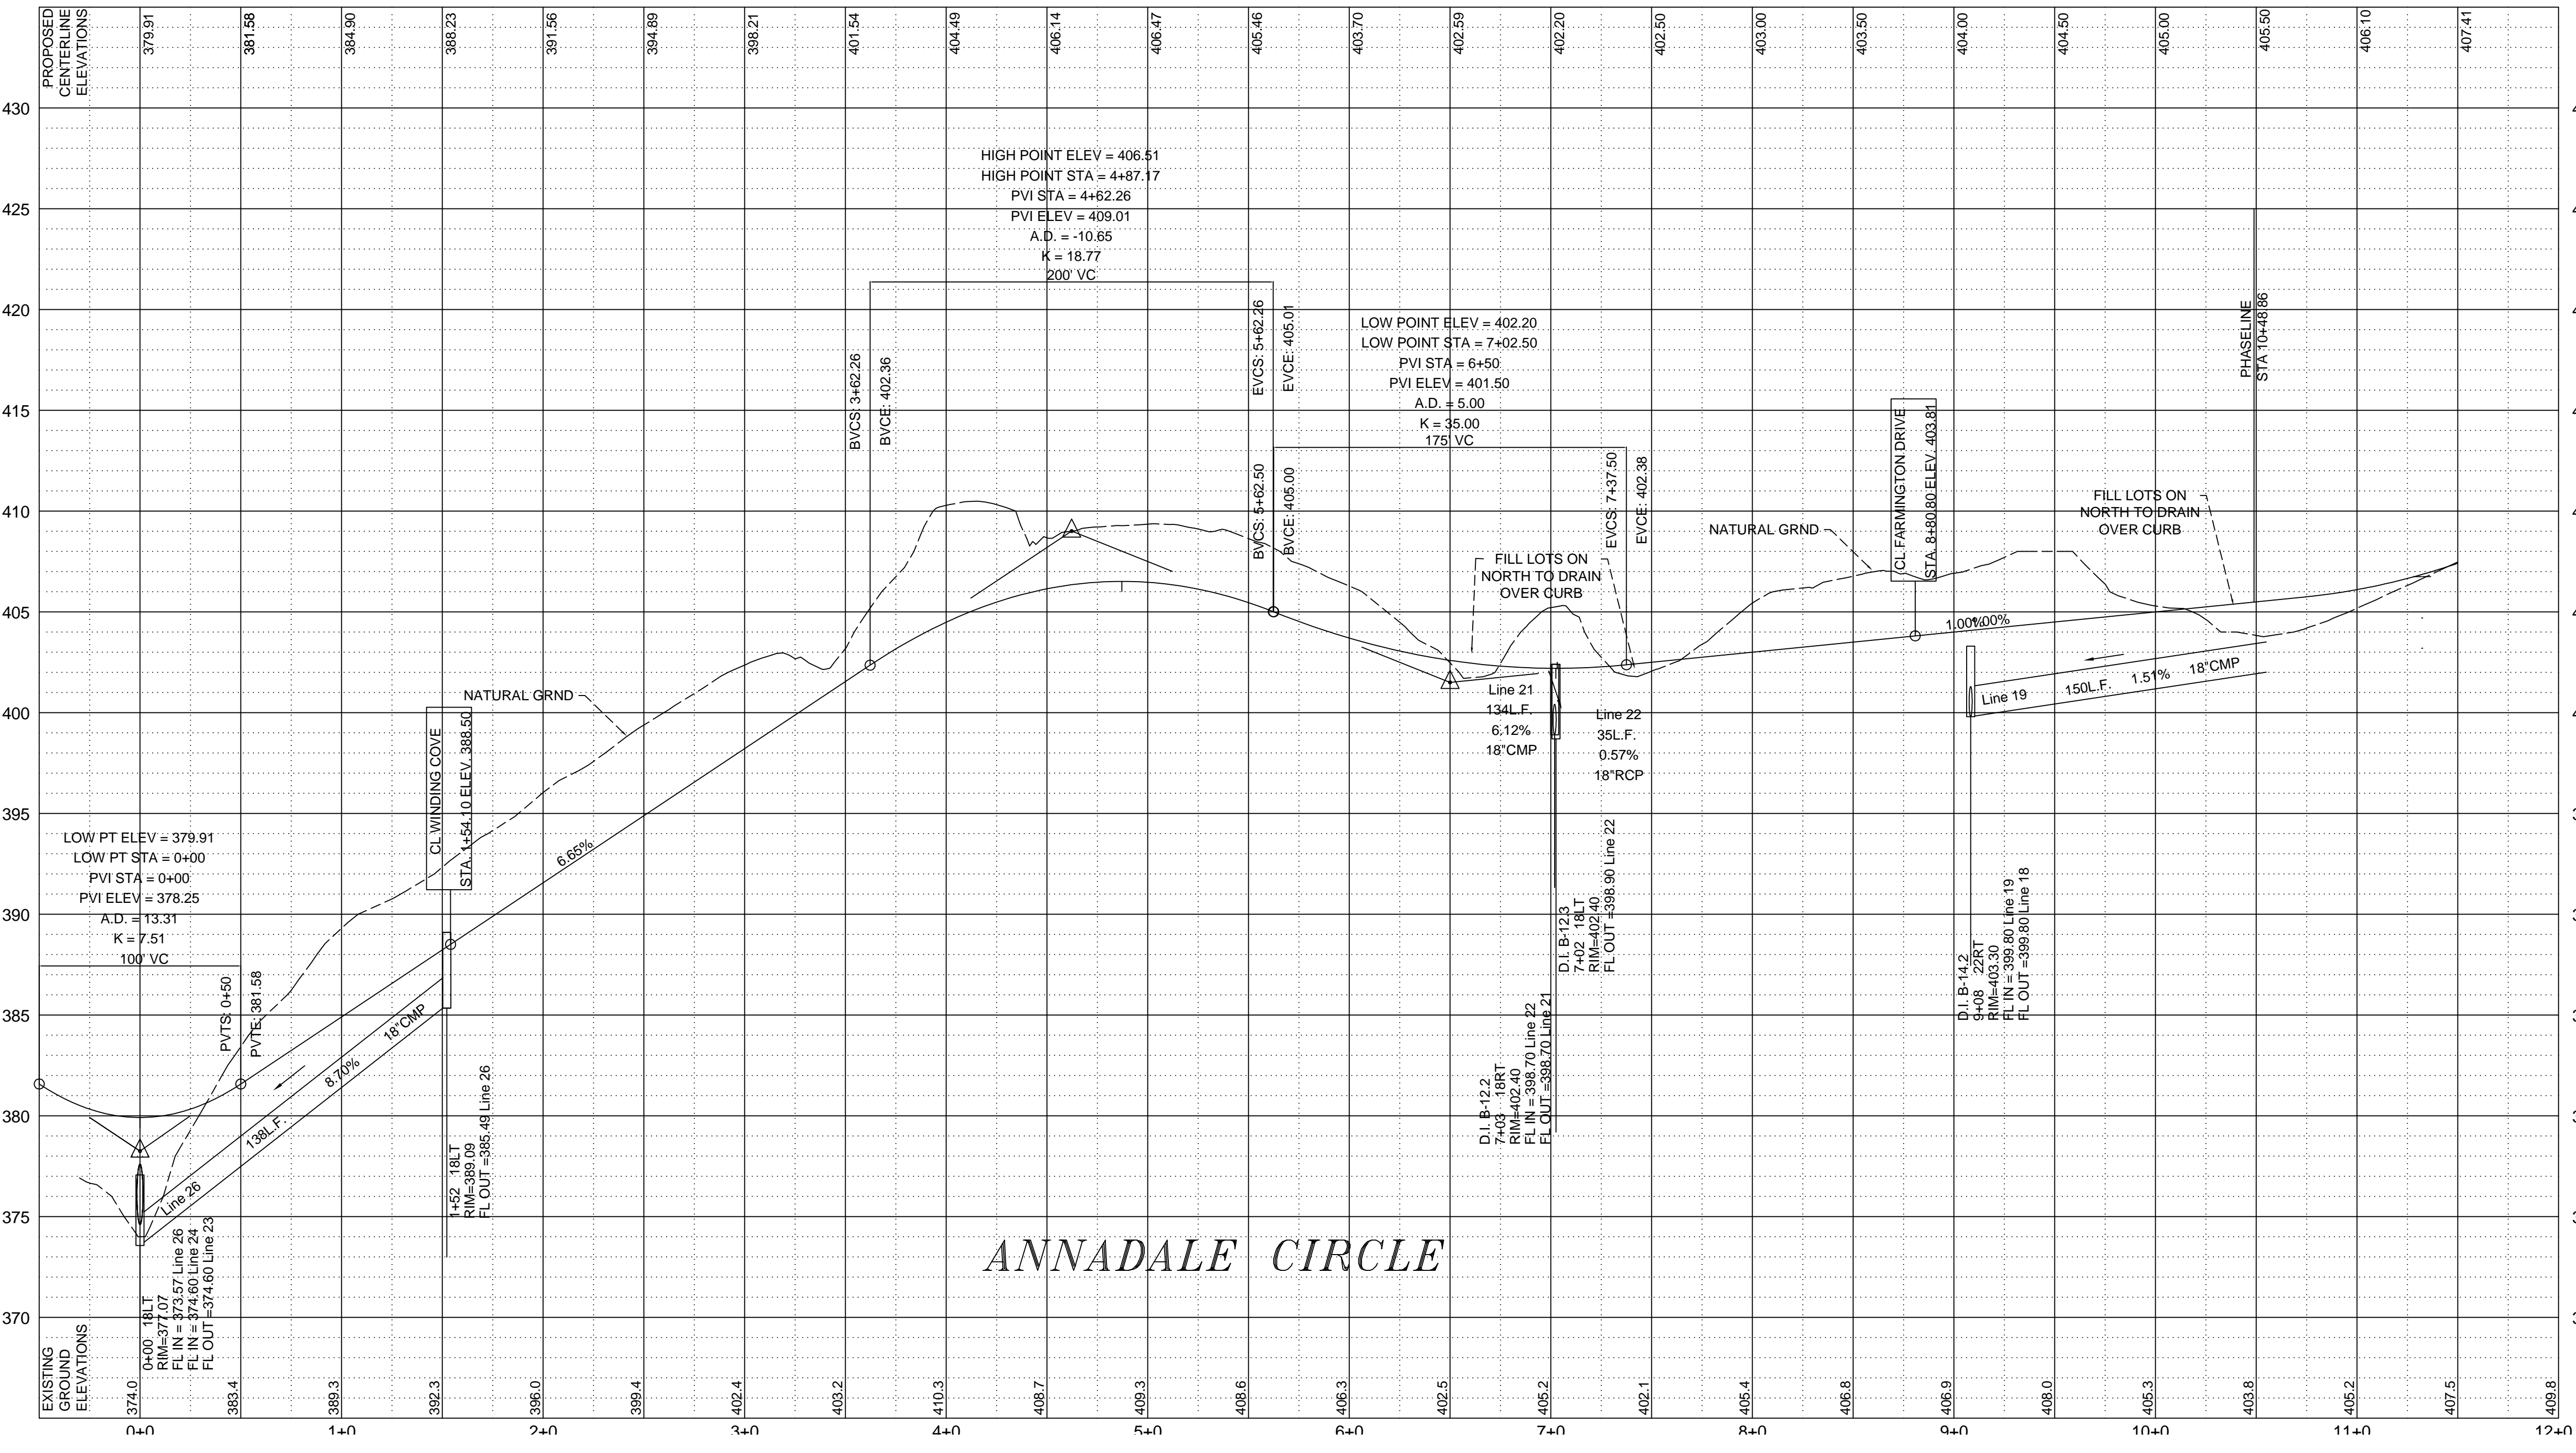 PROPOSED
CENTERLINE
ELEVATIONS
379.91
381.58
384.90
388.23
391.56
394.89
398.21
401.54
404.49
406.14
406.47
405.46
403.70
402.59
402.20
402.50
403.00
403.50
404.00
404.50
405.00
405.50
406.10
407.41
430
425
420
415
410
405
400
395
390
385
380
375
370
HIGH POINT ELEV = 406.51
HIGH POINT STA = 4+87.17
PVI STA = 4+62.26
PVI ELEV = 409.01
A.D. = -10.65
K = 18.77
200' VC
BVCS: 3+62.26
BVCE: 402.36
EVCS: 5+62.26
EVCE: 405.01
LOW POINT ELEV = 402.20
LOW POINT STA = 7+02.50
PVI STA = 6+50
PVI ELEV = 401.50
A.D. = 5.00
K = 35.00
175' VC
BVCS: 5+62.50
BVCE: 405.00
EVCS: 7+37.50
EVCE: 402.38
PHASELINE
STA 10+48.86
CL FARMINGTON DRIVE
STA. 8+80.80 ELEV. 403.81
FILL LOTS ON
NORTH TO DRAIN
OVER CURB
NATURAL GRND
FILL LOTS ON
NORTH TO DRAIN
OVER CURB
1.00%
1.00%
Line 19
150L.F.
1.51%
18"CMP
NATURAL GRND
CL WINDING COVE
STA. 1+54.10 ELEV. 388.50
6.65%
Line 21
134L.F.
6.12%
18"CMP
Line 22
35L.F.
0.57%
18"RCP
LOW PT ELEV = 379.91
LOW PT STA = 0+00
PVI STA = 0+00
PVI ELEV = 378.25
A.D. = 13.31
K = 7.51
100' VC
PVTS: 0+50
PVTE: 381.58
Line 26
138L.F.
8.70%
18"CMP
D.I. B-12.3
7+02 18LT
RIM=402.40
FL OUT =398.90 Line 22
D.I. B-14.2
9+08 22RT
RIM=403.30
FL IN = 399.80 Line 19
FL OUT =399.80 Line 18
D.I. B-12.2
7+03 18RT
RIM=402.40
FL IN = 398.70 Line 22
FL OUT =398.70 Line 21
1+52 18LT
RIM=389.09
FL OUT =385.49 Line 26
0+00 18LT
RIM=377.07
FL IN = 373.57 Line 26
FL IN = 374.60 Line 24
FL OUT =374.60 Line 23
ANNADALE CIRCLE
EXISTING
GROUND
ELEVATIONS
374.0
383.4
389.3
392.3
396.0
399.4
402.4
403.2
410.3
408.7
409.3
408.6
406.3
402.5
405.2
402.1
405.4
406.8
406.9
408.0
405.3
403.8
405.2
407.5
409.8
0+0
1+0
2+0
3+0
4+0
5+0
6+0
7+0
8+0
9+0
10+0
11+0
12+0